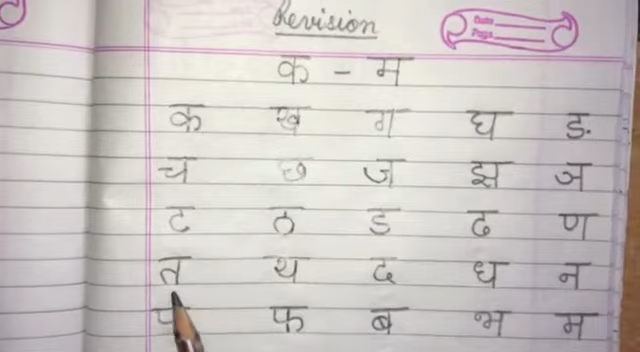 Revision
Date
Page
क - म
क ख ग घ ङ
च छ ज झ ञ
ट ठ ड ढ ण
त थ द ध न
प फ ब भ म